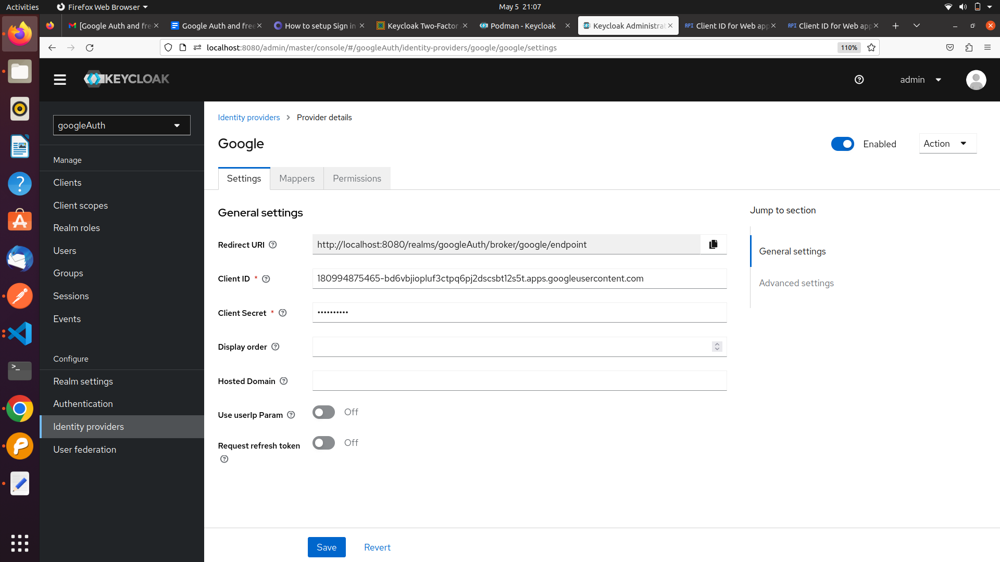 Activities
Firefox Web Browser
May 5 21:07
[Google Auth and fre
Google Auth and free
How to setup Sign in
Keycloak Two-Factor
Podman - Keycloak
Keycloak Administrat
API Client ID for Web app
API Client ID for Web app
localhost:8080/admin/master/console/#/googleAuth/identity-providers/google/google/settings
110%
KEYCLOAK
admin
googleAuth
Manage
Clients
Client scopes
Realm roles
Users
Groups
Sessions
Events
Configure
Realm settings
Authentication
Identity providers
User federation
Identity providers
Provider details
Google
Enabled
Action
Settings
Mappers
Permissions
General settings
Redirect URI
http://localhost:8080/realms/googleAuth/broker/google/endpoint
Client ID *
180994875465-bd6vbjiopluf3ctpq6pj2dscsbt12s5t.apps.googleusercontent.com
Client Secret *
••••••••••
Display order
Hosted Domain
Use userIp Param
Off
Request refresh token
Off
Jump to section
General settings
Advanced settings
Save
Revert